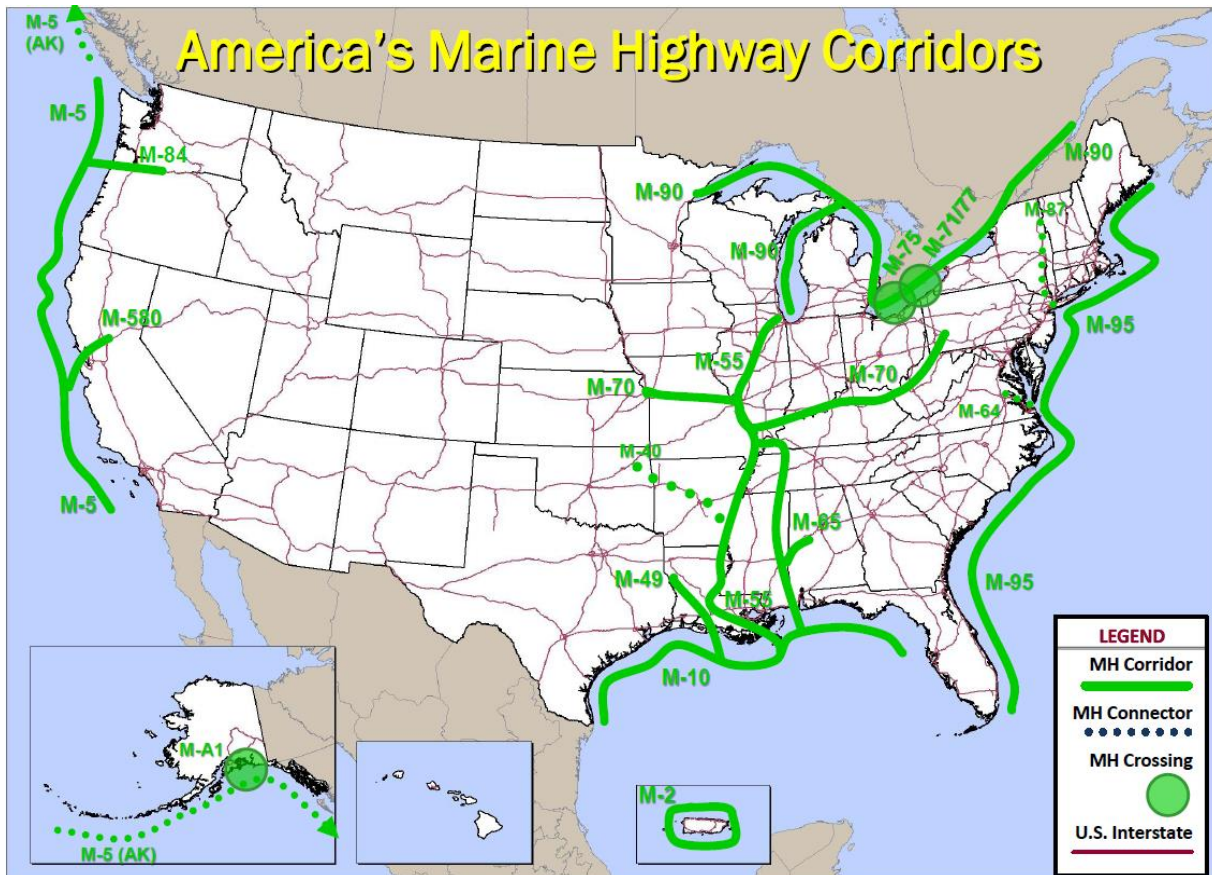 M-5
(AK)
America's Marine Highway Corridors
M-5
M-84
M-90
M-90
M-87
M-75
M-71/77
M-90
M-580
M-95
M-55
M-70
M-70
M-64
M-40
M-5
M-65
M-49
M-55
M-95
M-10
M-A1
M-5 (AK)
M-2
LEGEND
MH Corridor
MH Connector
MH Crossing
U.S. Interstate